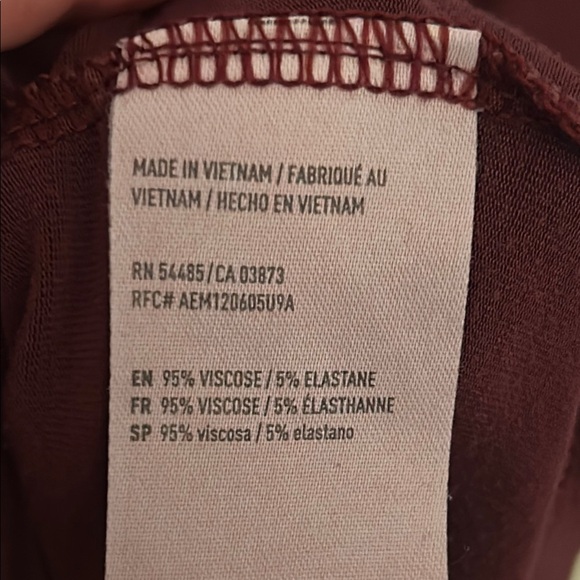 MADE IN VIETNAM / FABRIQUÉ AU
VIETNAM / HECHO EN VIETNAM
RN 54485 / CA 03873
RFC# AEM120605U9A
EN 95% VISCOSE / 5% ELASTANE
FR 95% VISCOSE / 5% ÉLASTHANNE
SP 95% viscosa / 5% elastano